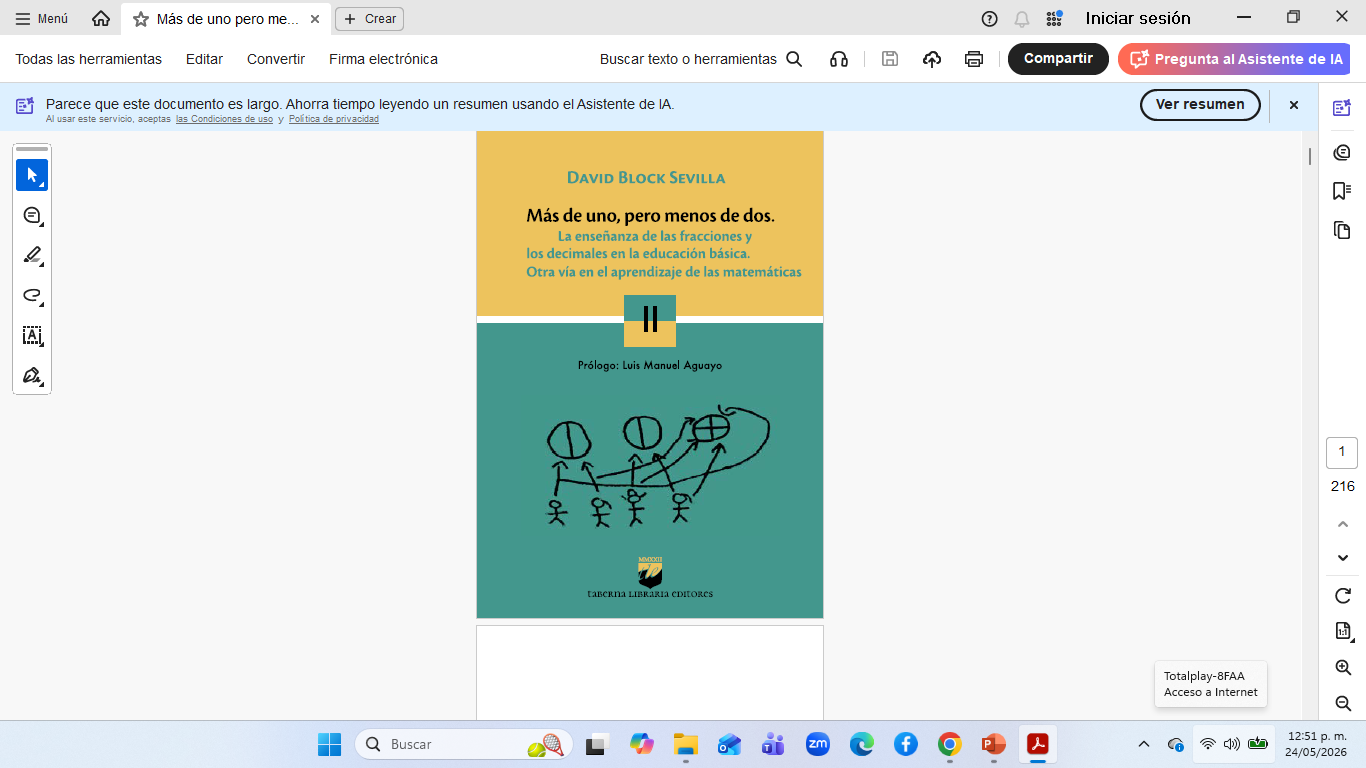 Menú
Más de uno pero me...
Crear
Iniciar sesión
Todas las herramientas
Editar
Convertir
Firma electrónica
Buscar texto o herramientas
Compartir
Pregunta al Asistente de IA
Parece que este documento es largo. Ahorra tiempo leyendo un resumen usando el Asistente de IA.
Al usar este servicio, aceptas las Condiciones de uso y Política de privacidad
Ver resumen
David Block Sevilla
Más de uno, pero menos de dos.
La enseñanza de las fracciones y
los decimales en la educación básica.
Otra vía en el aprendizaje de las matemáticas
II
Prólogo: Luis Manuel Aguayo
MMXXII
TABERNA LIBRARIA EDITORES
1
216
1:1
Totalplay-8FAA
Acceso a Internet
Buscar
zm
12:51 p. m.
24/05/2026